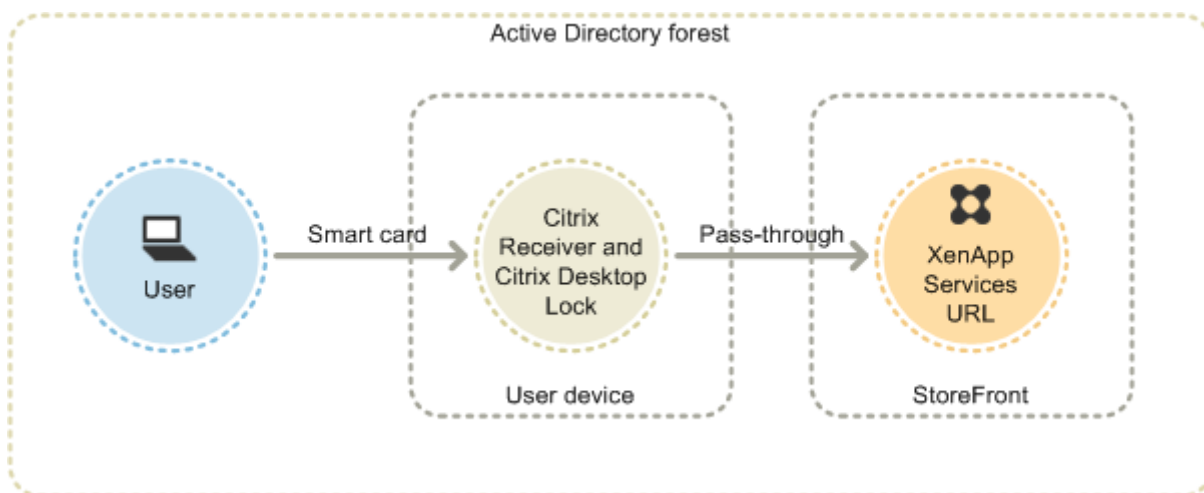 Active Directory forest
User
Smart card
Citrix
Receiver and
Citrix Desktop
Lock
User device
Pass-through
XenApp
Services
URL
StoreFront